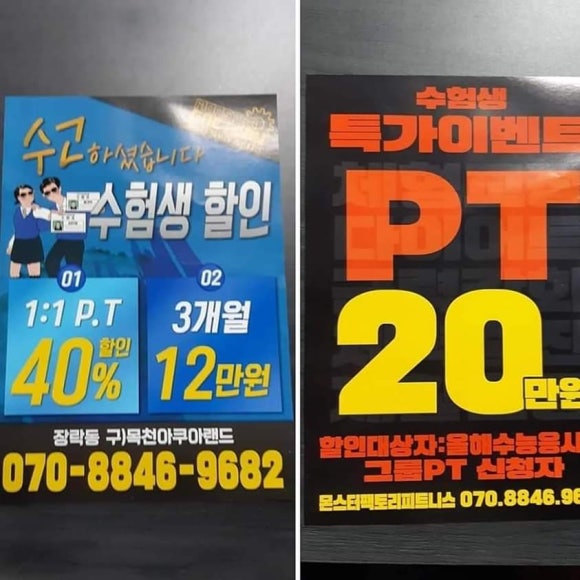 수고하셨습니다
수험생 할인
01
1:1 P.T
40% 할인
02
3개월
12만원
장락동 구)목천아쿠아랜드
070-8846-9682
수험생
특가이벤트
PT
20만원
할인대상자:올해수능응시
그룹PT 신청자
몬스터팩토리피트니스 070.8846.96